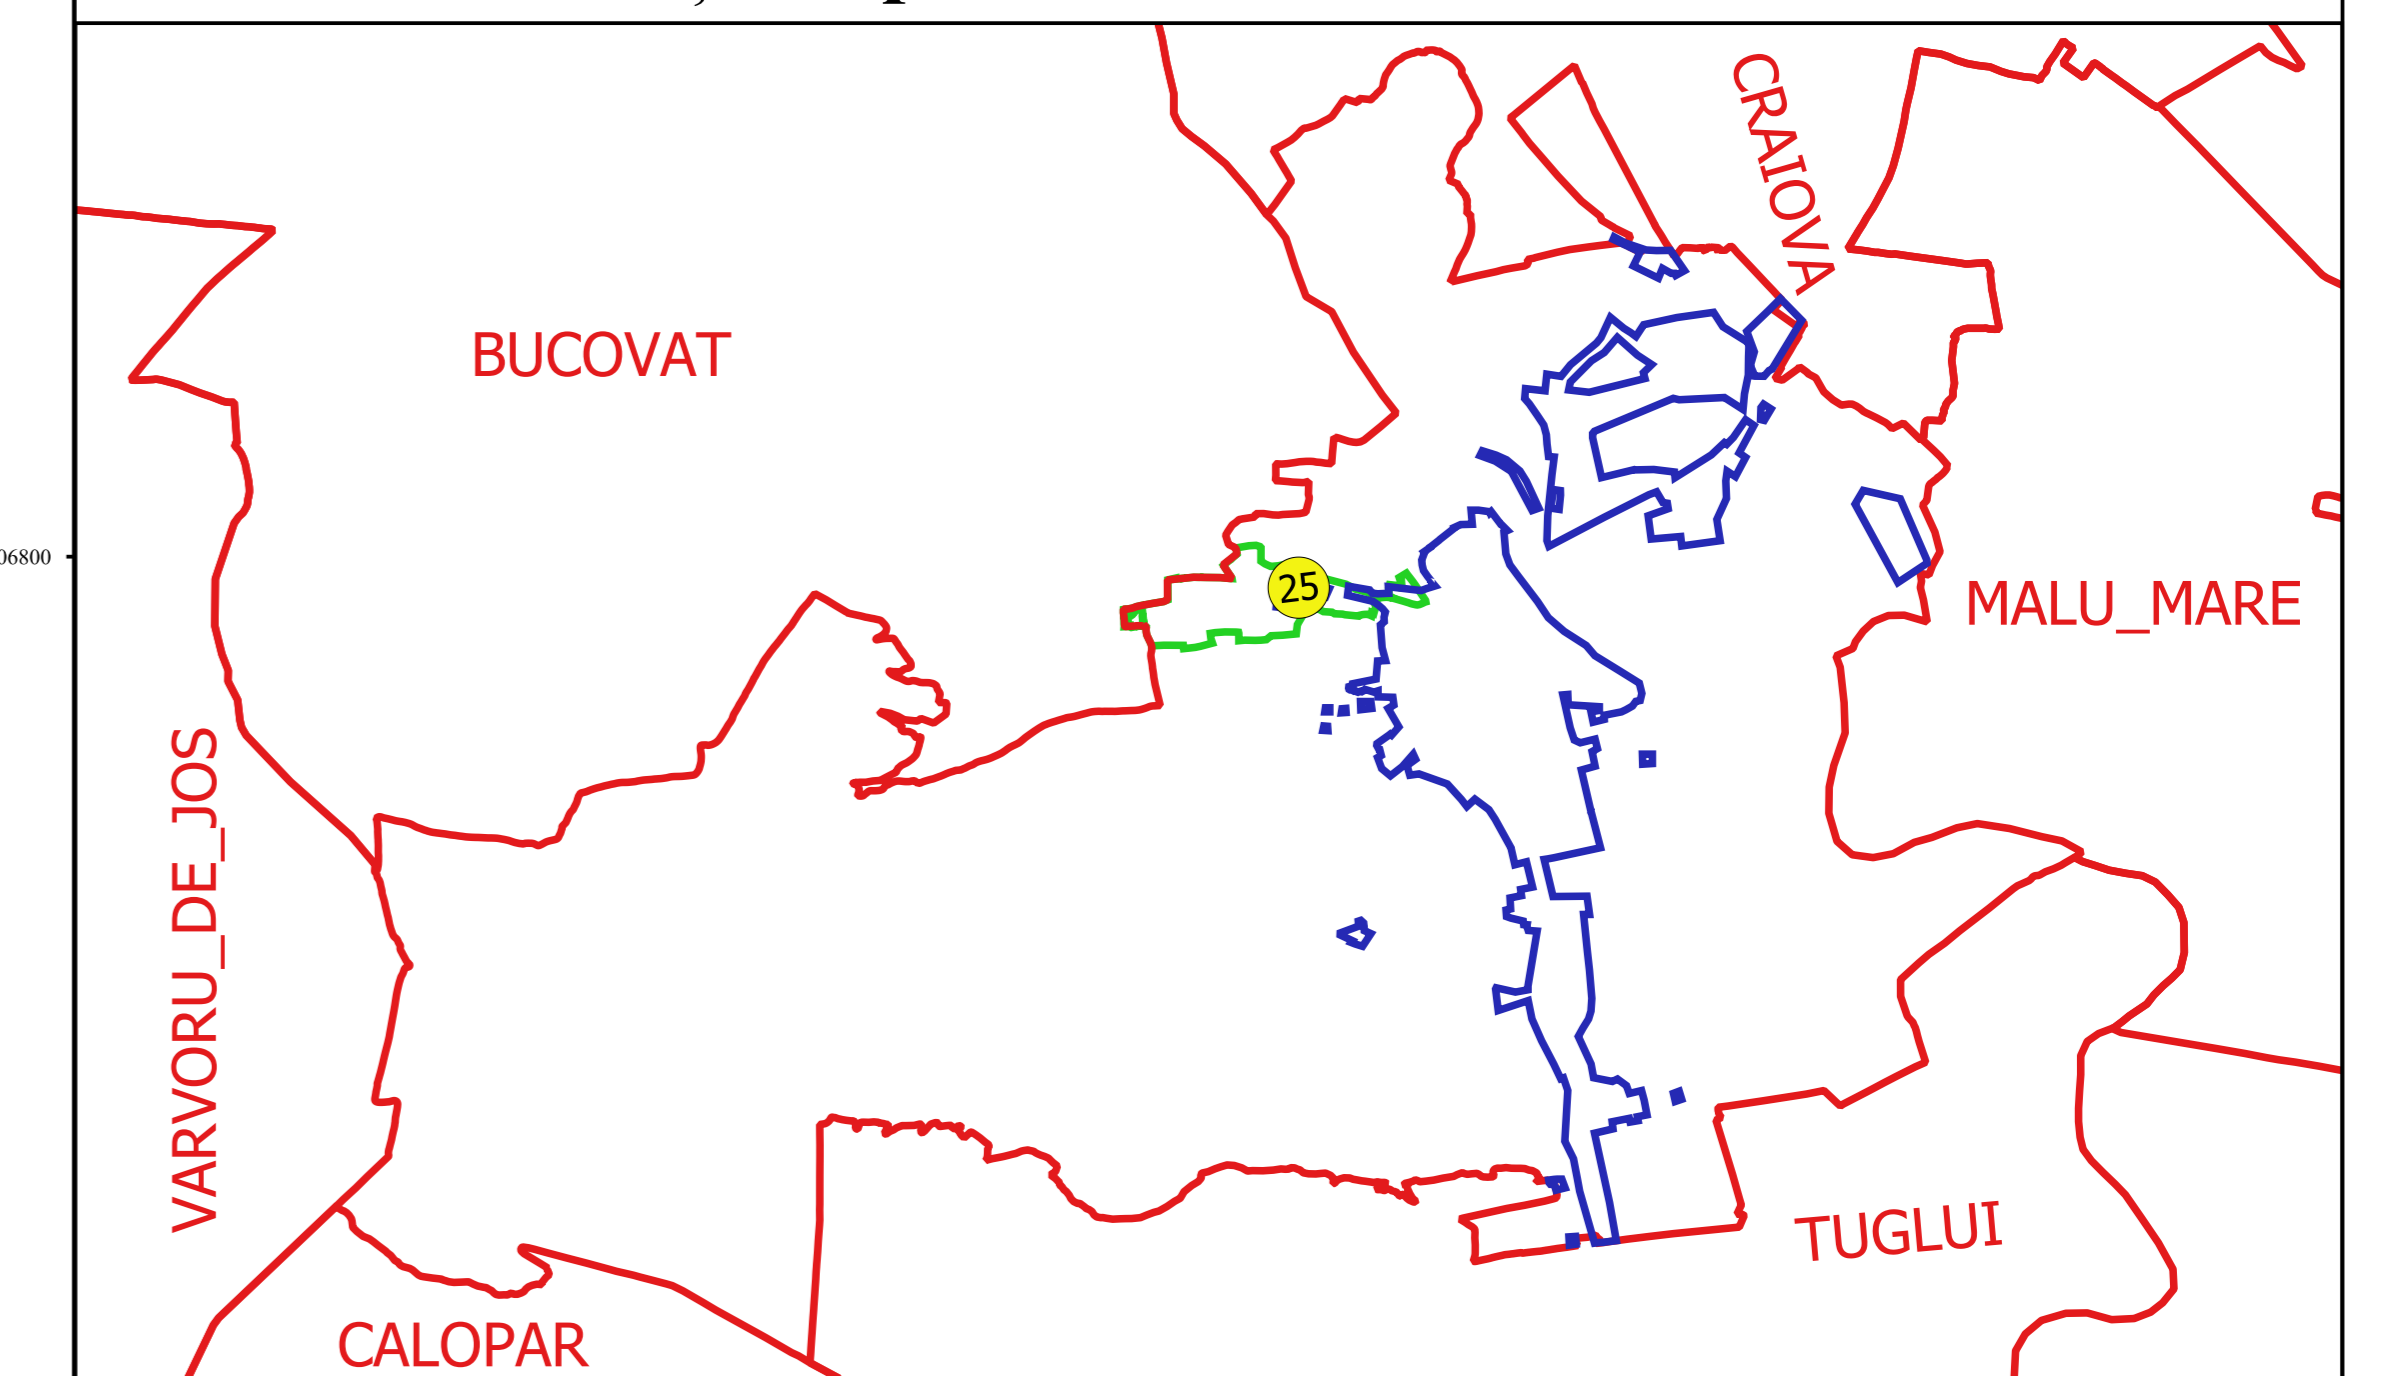 CRAIOVA
BUCOVAT
06800
25
MALU_MARE
VARVORU_DE_JOS
TUGLUI
CALOPAR